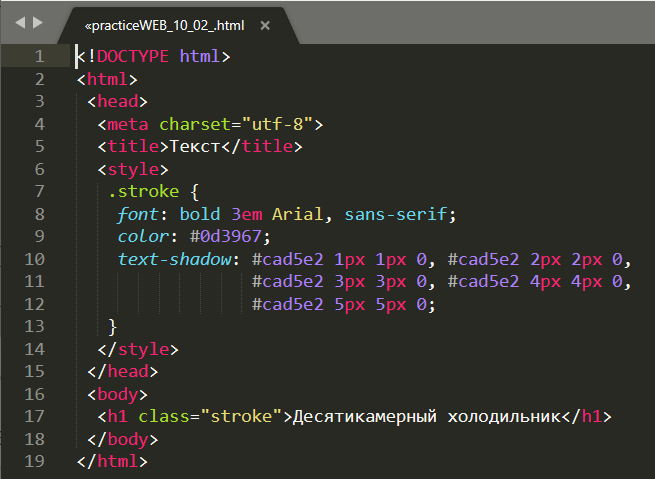 «practiceWEB_10_02_.html ×
1 <!DOCTYPE html>
2 <html>
3 <head>
4 <meta charset="utf-8">
5 <title>Текст</title>
6 <style>
7 .stroke {
8 font: bold 3em Arial, sans-serif;
9 color: #0d3967;
10 text-shadow: #cad5e2 1px 1px 0, #cad5e2 2px 2px 0,
11 #cad5e2 3px 3px 0, #cad5e2 4px 4px 0,
12 #cad5e2 5px 5px 0;
13 }
14 </style>
15 </head>
16 <body>
17 <h1 class="stroke">Десятикамерный холодильник</h1>
18 </body>
19 </html>